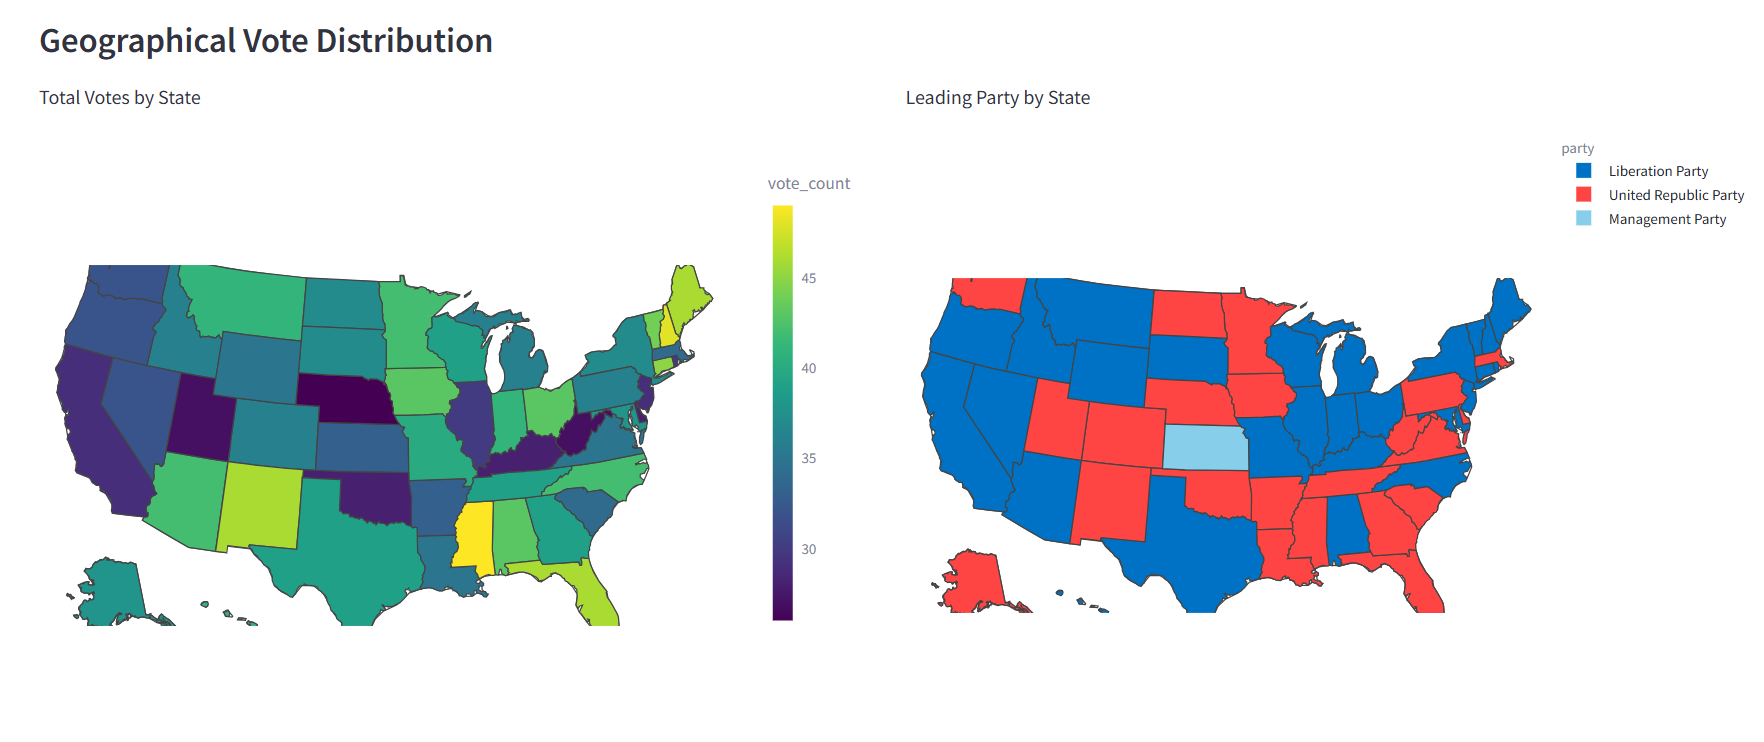 Geographical Vote Distribution
Total Votes by State
Leading Party by State
vote_count
45
40
35
30
party
Liberation Party
United Republic Party
Management Party